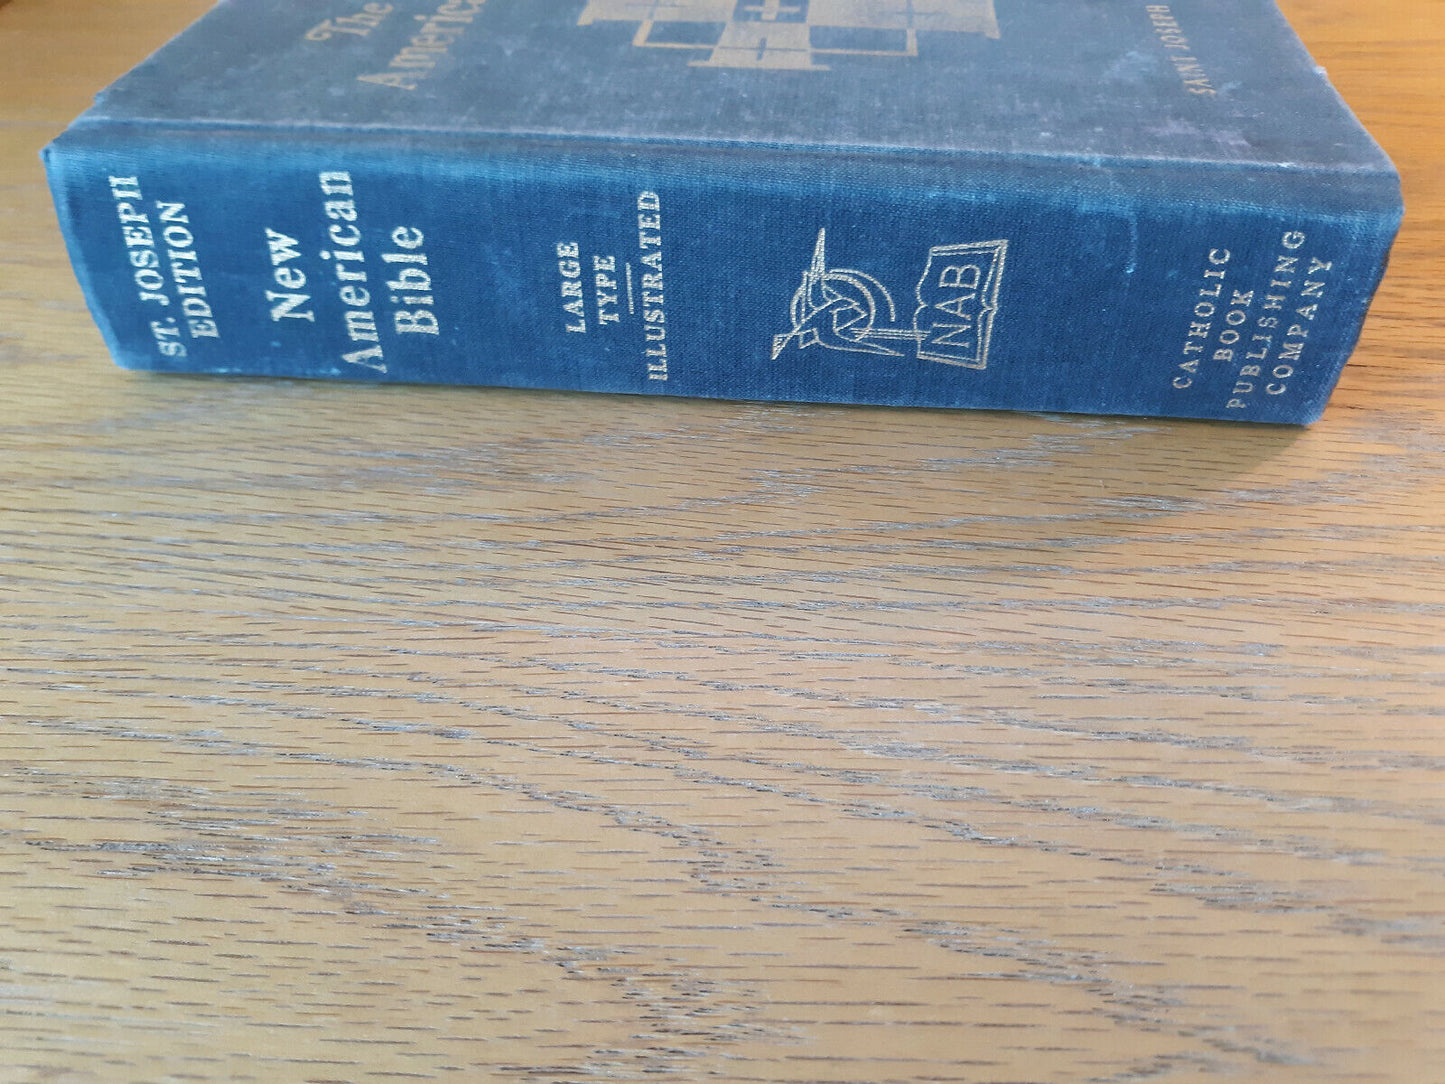 The
America
SAINT JOSEPH
ST. JOSEPH
EDITION
New
American
Bible
LARGE
TYPE
ILLUSTRATED
NAB
CATHOLIC
BOOK
PUBLISHING
COMPANY